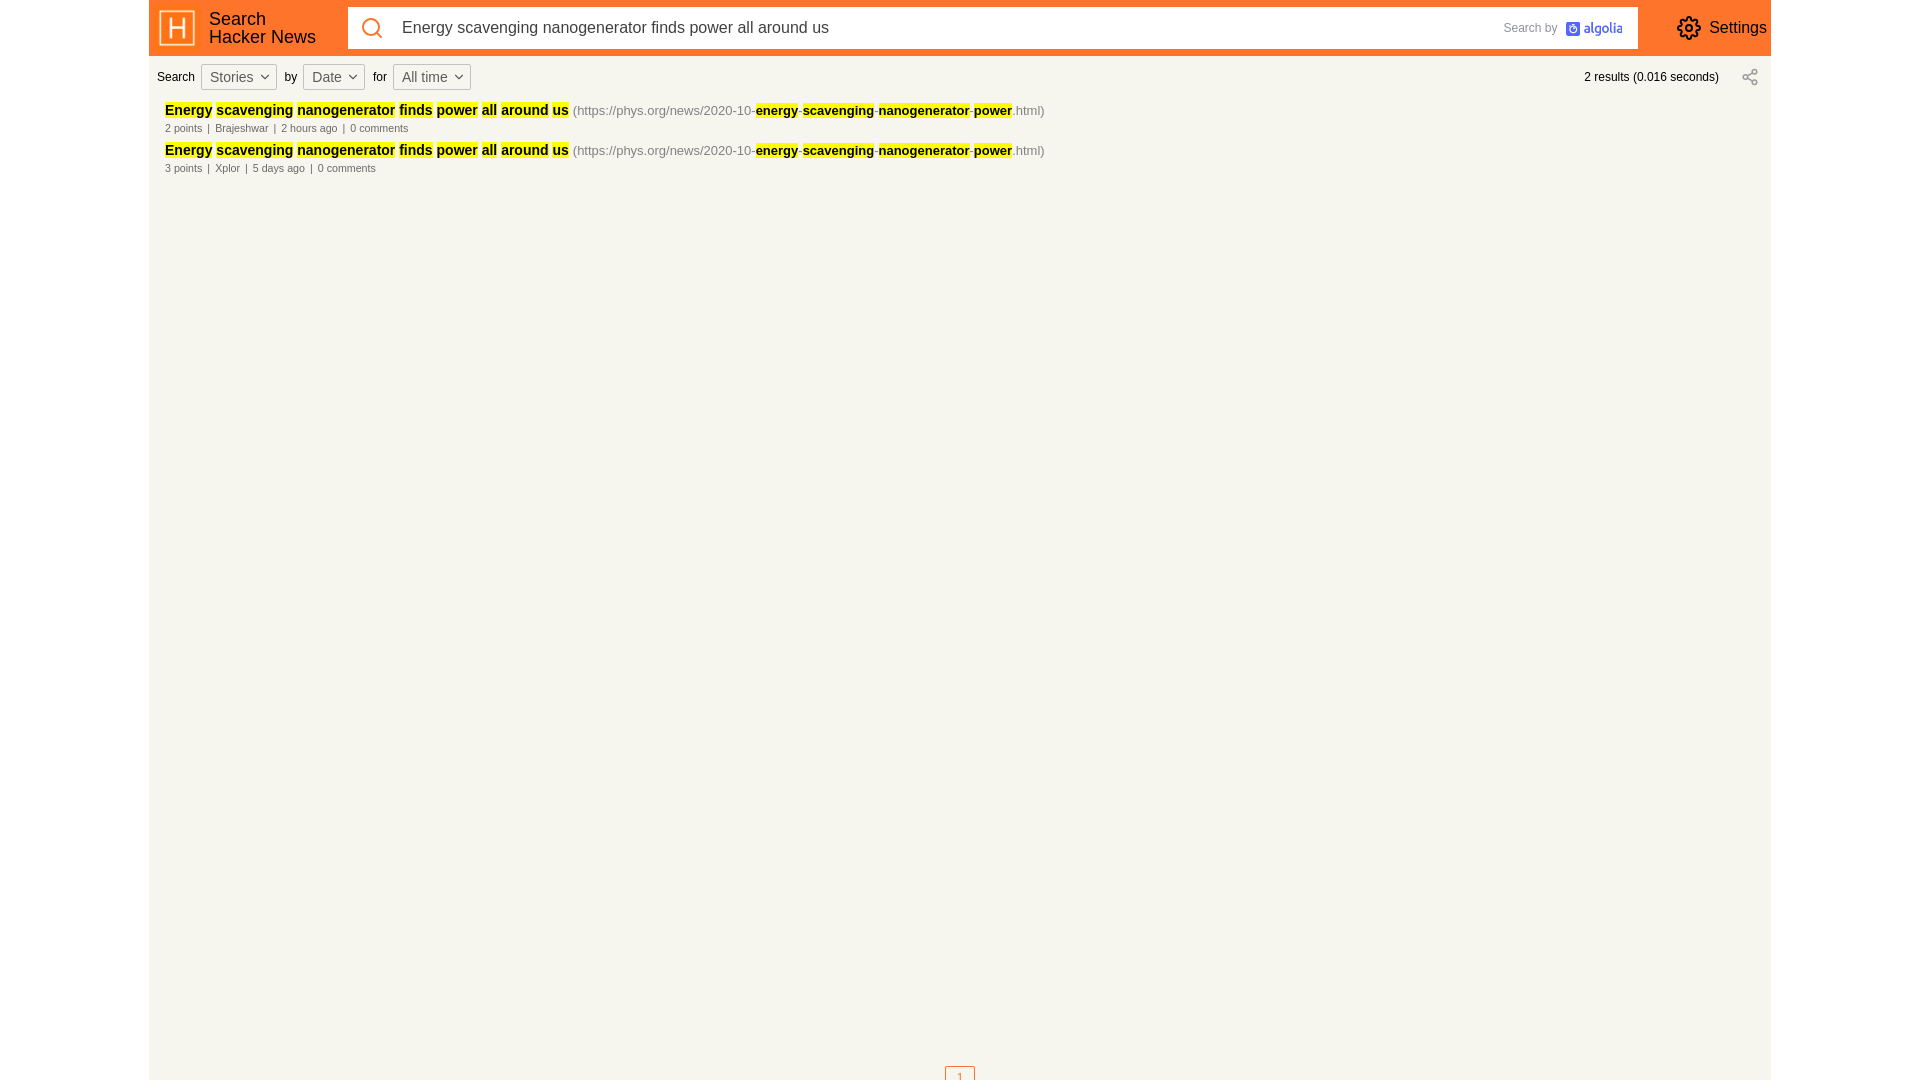 H
Search
Hacker News
Energy scavenging nanogenerator finds power all around us
Search by algolia
Settings
Search Stories by Date for All time
2 results (0.016 seconds)
Energy scavenging nanogenerator finds power all around us (https://phys.org/news/2020-10-energy-scavenging-nanogenerator-power.html)
2 points | Brajeshwar | 2 hours ago | 0 comments
Energy scavenging nanogenerator finds power all around us (https://phys.org/news/2020-10-energy-scavenging-nanogenerator-power.html)
3 points | Xplor | 5 days ago | 0 comments
1